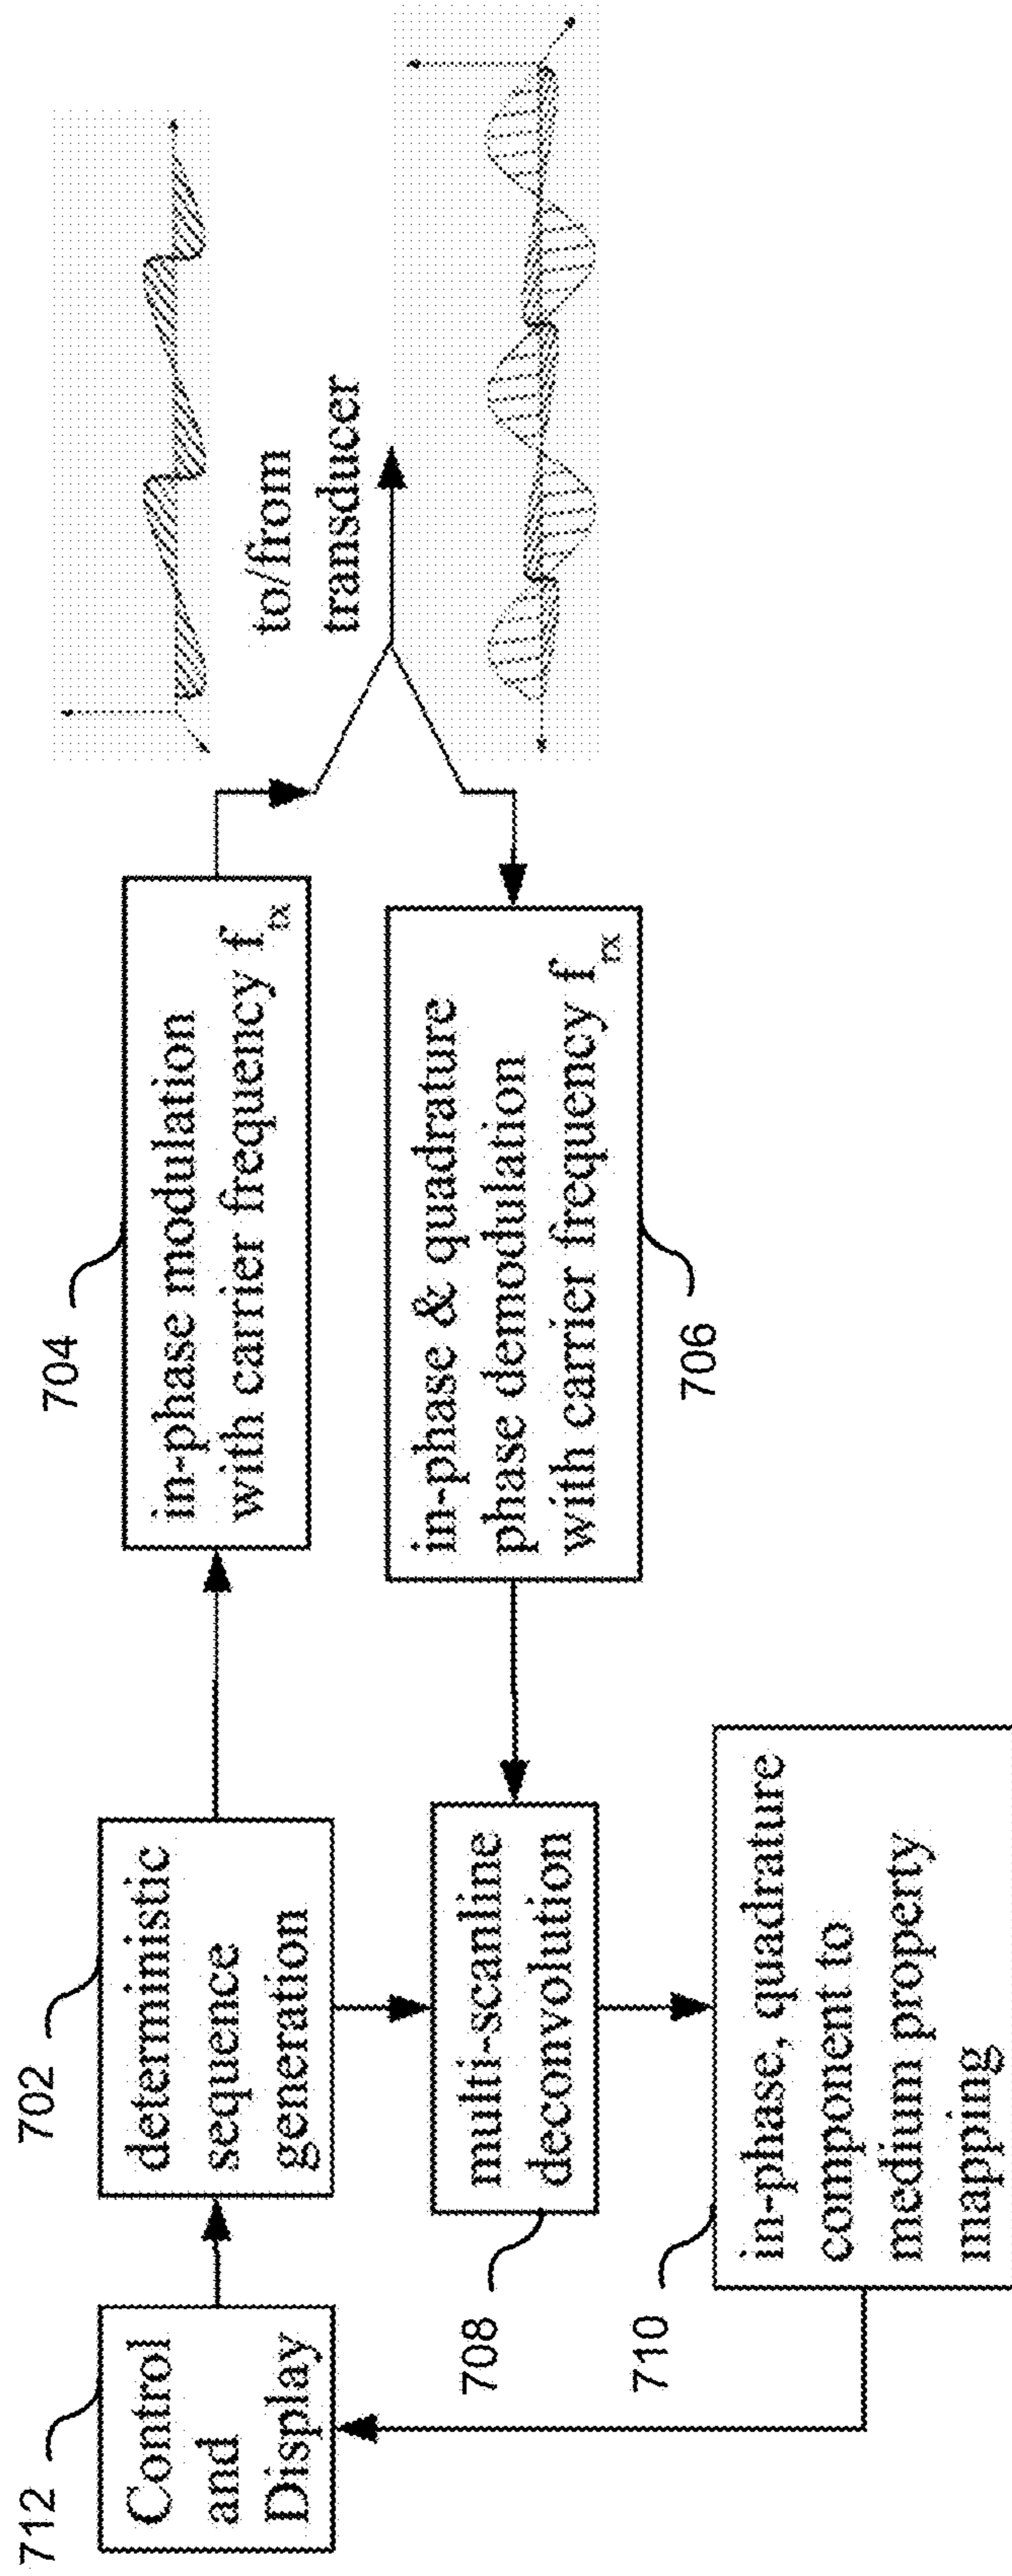 712
Control
and
Display
702
deterministic
sequence
generation
704
in-phase modulation
with carrier frequency f_tx
to/from
transducer
706
in-phase & quadrature
phase demodulation
with carrier frequency f_rx
708
multi-scanline
deconvolution
710
in-phase, quadrature
component to
medium property
mapping